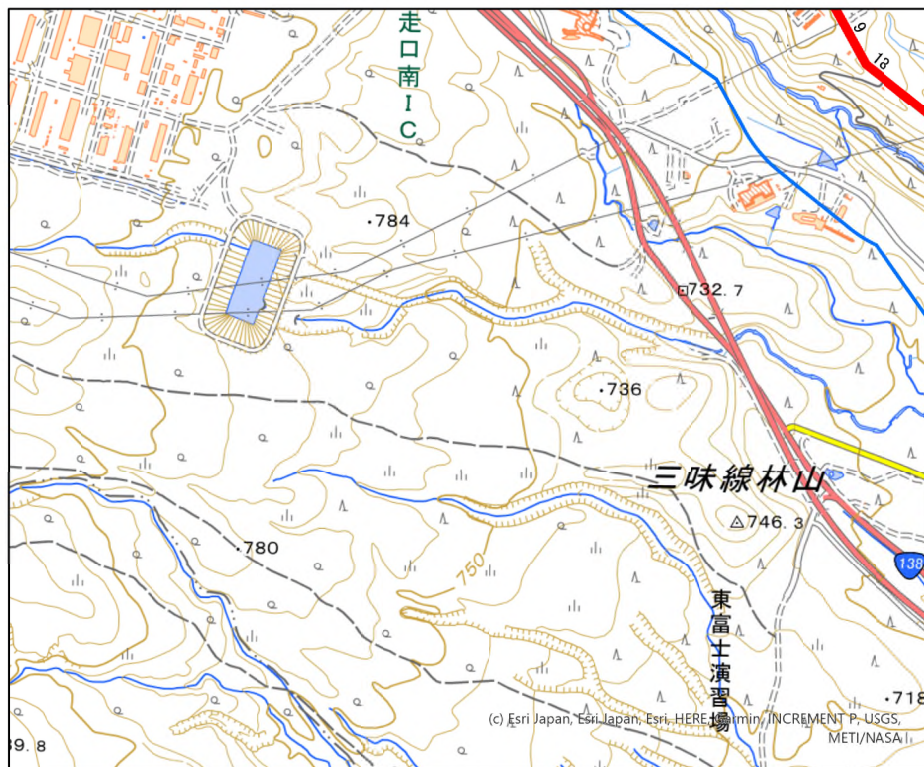 走口南IC
9
13
784
732.7
736
三味線林山
746.3
138
780
750
東富士演習場
718
39.8
(c) Esri Japan, Esri Japan, Esri, HERE, Garmin, INCREMENT P, USGS,
METI/NASA